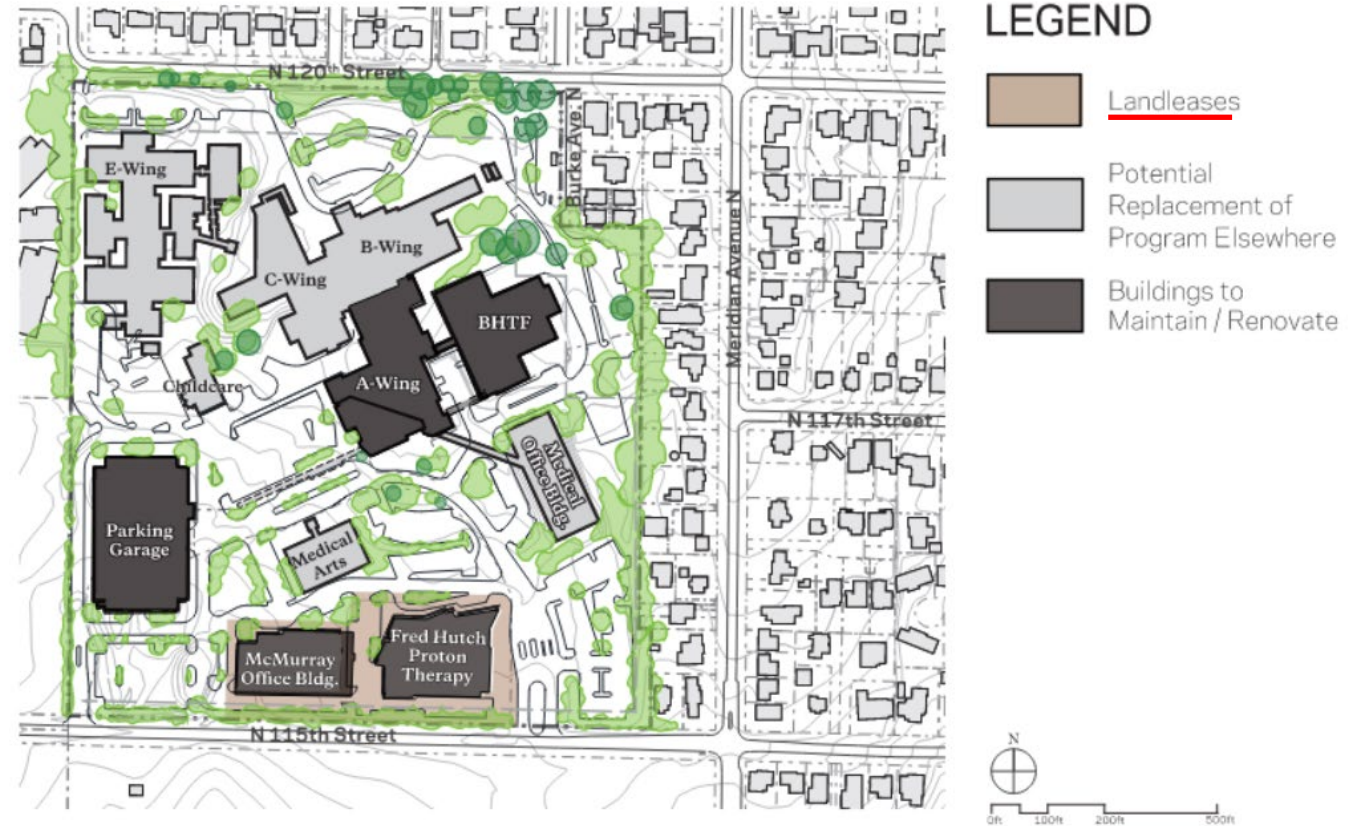 LEGEND
Landleases
Potential
Replacement of
Program Elsewhere
Buildings to
Maintain / Renovate
N 120th Street
Burke Ave. N
E-Wing
B-Wing
C-Wing
BHTF
Meridian Avenue N
Childcare
A-Wing
N 117th Street
Medical
Office Bldg.
Parking
Garage
Medical
Arts
McMurray
Office Bldg.
Fred Hutch
Proton
Therapy
N 115th Street
N
0ft 100ft 200ft 500ft